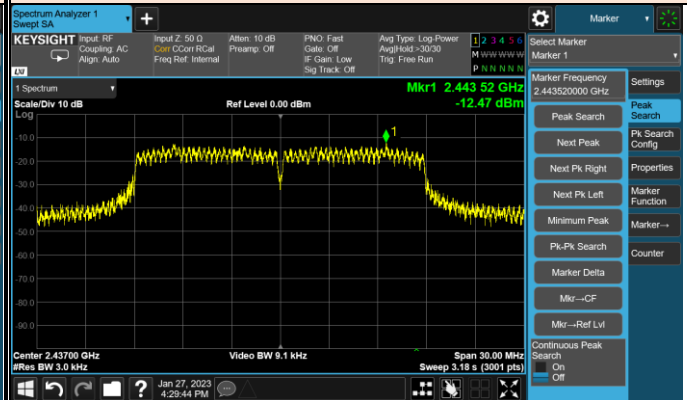 Spectrum Analyzer 1
Swept SA
Marker
KEYSIGHT
Input: RF
Coupling: AC
Align: Auto
Input Z: 50 Ω
Corr CCorr RCal
Freq Ref: Internal
Atten: 10 dB
Preamp: Off
PNO: Fast
Gate: Off
IF Gain: Low
Sig Track: Off
Avg Type: Log-Power
Avg|Hold:>30/30
Trig: Free Run
1 2 3 4 5 6
M W W W W W
P N N N N N
LXI
Select Marker
Marker 1
1 Spectrum
Mkr1 2.443 52 GHz
Scale/Div 10 dB
Ref Level 0.00 dBm
-12.47 dBm
Log
-10.0
-20.0
-30.0
-40.0
-50.0
-60.0
-70.0
-80.0
-90.0
1
Center 2.43700 GHz
Video BW 9.1 kHz
Span 30.00 MHz
#Res BW 3.0 kHz
Sweep 3.18 s (3001 pts)
Marker Frequency
2.443520000 GHz
Peak Search
Next Peak
Next Pk Right
Next Pk Left
Minimum Peak
Pk-Pk Search
Marker Delta
Mkr→CF
Mkr→Ref Lvl
Continuous Peak
Search
On
Off
Settings
Peak
Search
Pk Search
Config
Properties
Marker
Function
Marker→
Counter
Jan 27, 2023
4:29:44 PM